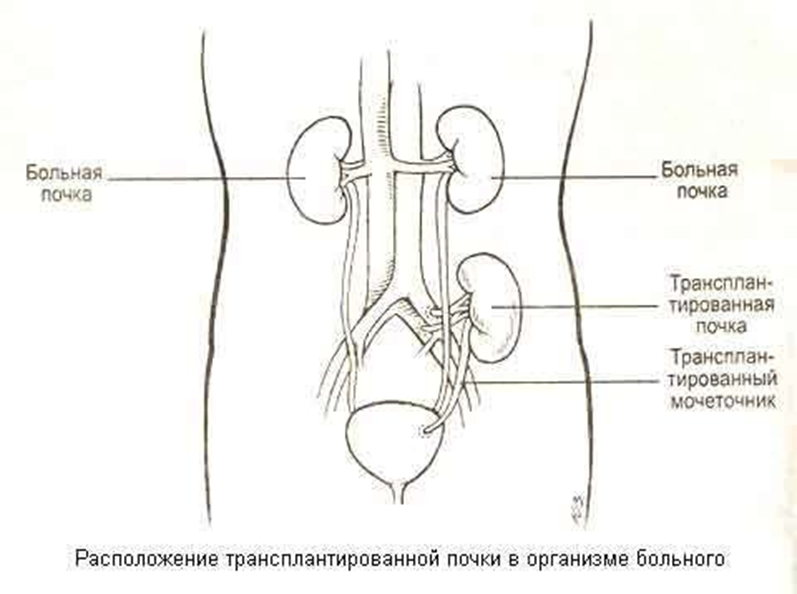 Больная
почка
Больная
почка
Трансплан-
тированная
почка
Трансплан-
тированный
мочеточник
Расположение трансплантированной почки в организме больного